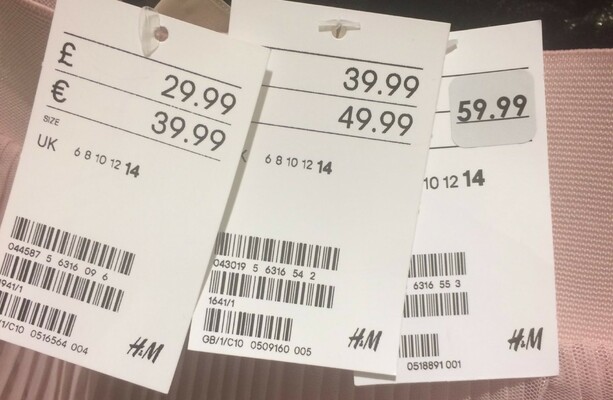 £ 29.99
€ 39.99
SIZE
UK 6 8 10 12 14
044587 5 6316 09 6
9941/1
/1/C10 0516564 004
H&M
39.99
49.99
6 8 10 12 14
043019 5 6316 54 2
1641/1
GB/1/C10 0509160 005
H&M
59.99
10 12 14
6316 55 3
0518891 001
H&M